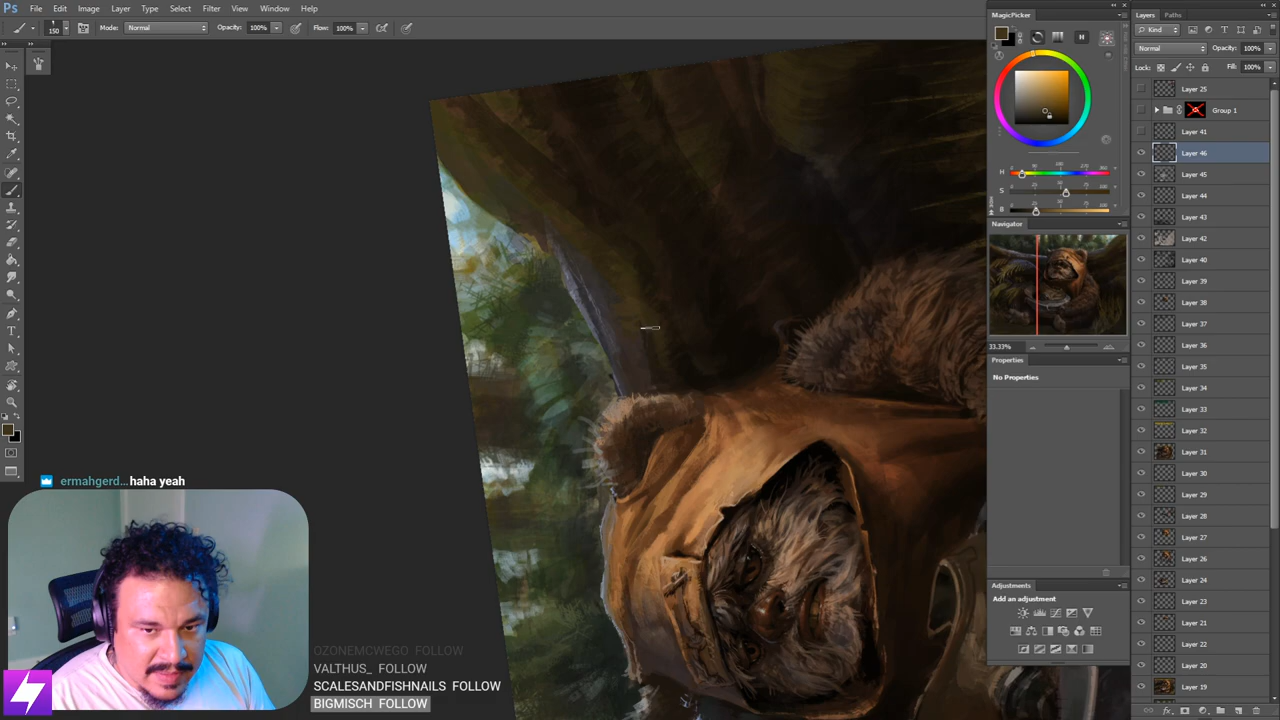 Ps File Edit Image Layer Type Select Filter 3D View Window Help
150 Mode: Normal Opacity: 100% Flow: 100%
MagicPicker
H
H
S
B
Navigator
33.33%
Properties
No Properties
Adjustments
Add an adjustment
Layers Paths
Kind
Normal Opacity: 100%
Lock: Fill: 100%
Layer 25
Group 1
Layer 41
Layer 46
Layer 45
Layer 44
Layer 43
Layer 42
Layer 40
Layer 39
Layer 38
Layer 37
Layer 36
Layer 35
Layer 34
Layer 33
Layer 32
Layer 31
Layer 30
Layer 29
Layer 28
Layer 27
Layer 26
Layer 24
Layer 23
Layer 21
Layer 22
Layer 20
Layer 19
ermahgerd... haha yeah
OZONEMCWEGO FOLLOW
VALTHUS_ FOLLOW
SCALESANDFISHNAILS FOLLOW
BIGMISCH FOLLOW